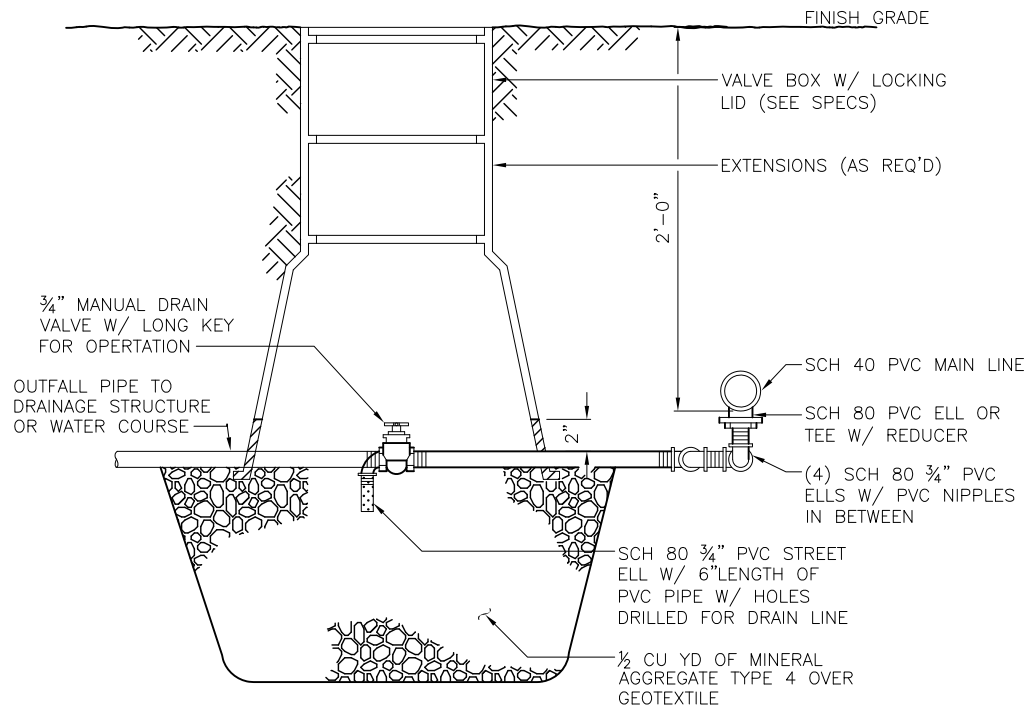 FINISH GRADE
VALVE BOX W/ LOCKING
LID (SEE SPECS)
EXTENSIONS (AS REQ'D)
2'-0"
¾" MANUAL DRAIN
VALVE W/ LONG KEY
FOR OPERTATION
OUTFALL PIPE TO
DRAINAGE STRUCTURE
OR WATER COURSE
2"
SCH 40 PVC MAIN LINE
SCH 80 PVC ELL OR
TEE W/ REDUCER
(4) SCH 80 ¾" PVC
ELLS W/ PVC NIPPLES
IN BETWEEN
SCH 80 ¾" PVC STREET
ELL W/ 6"LENGTH OF
PVC PIPE W/ HOLES
DRILLED FOR DRAIN LINE
½ CU YD OF MINERAL
AGGREGATE TYPE 4 OVER
GEOTEXTILE